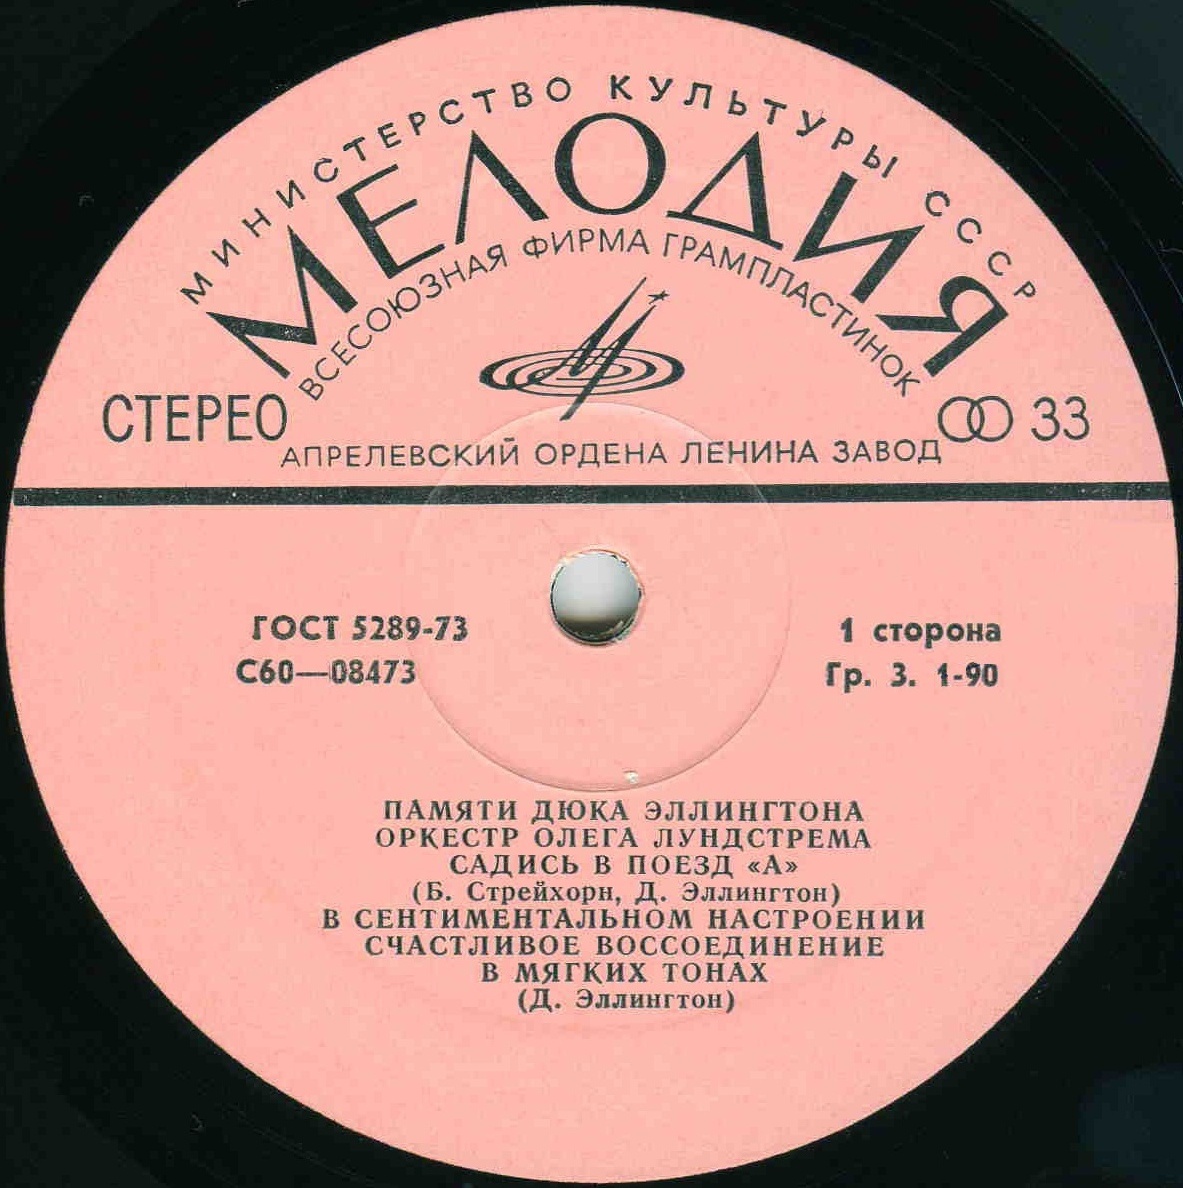 МИНИСТЕРСТВО КУЛЬТУРЫ СССР
МЕЛОДИЯ
ВСЕСОЮЗНАЯ ФИРМА ГРАМПЛАСТИНОК
СТЕРЕО
33
АПРЕЛЕВСКИЙ ОРДЕНА ЛЕНИНА ЗАВОД
ГОСТ 5289-73
1 сторона
С60—08473
Гр. 3. 1-90
ПАМЯТИ ДЮКА ЭЛЛИНГТОНА
ОРКЕСТР ОЛЕГА ЛУНДСТРЕМА
САДИСЬ В ПОЕЗД «А»
(Б. Стрейхорн, Д. Эллингтон)
В СЕНТИМЕНТАЛЬНОМ НАСТРОЕНИИ
СЧАСТЛИВОЕ ВОССОЕДИНЕНИЕ
В МЯГКИХ ТОНАХ
(Д. Эллингтон)